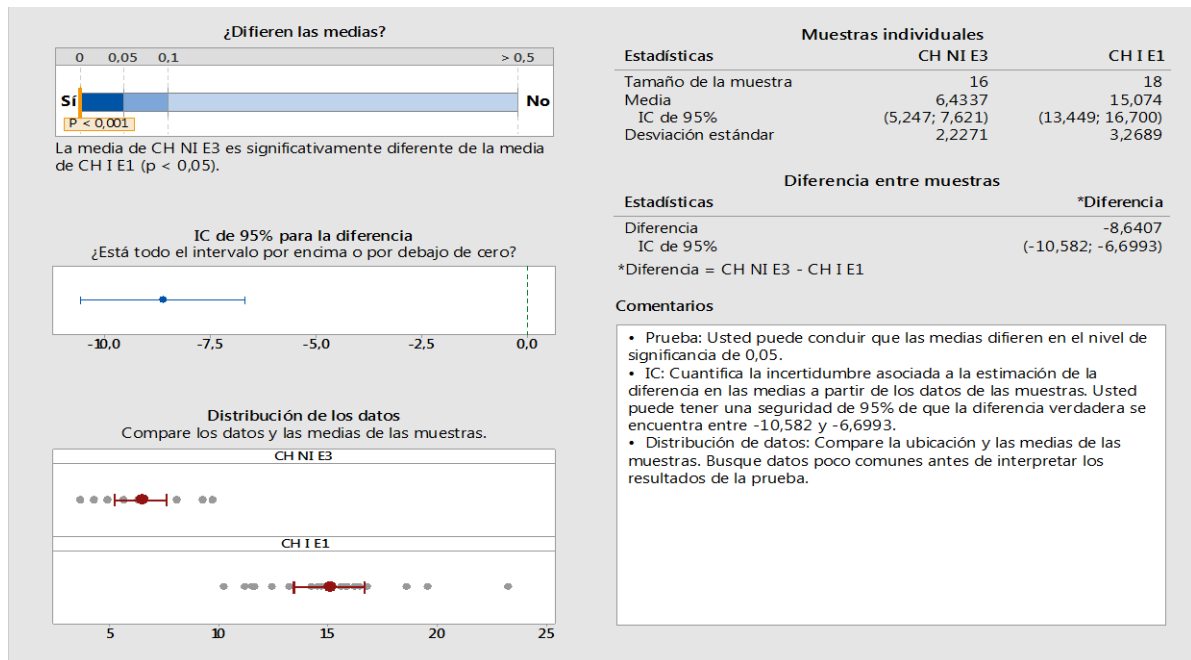 ¿Difieren las medias?
0 0,05 0,1 > 0,5
Sí No
P < 0,001
La media de CH NI E3 es significativamente diferente de la media
de CH I E1 (p < 0,05).
IC de 95% para la diferencia
¿Está todo el intervalo por encima o por debajo de cero?
-10,0 -7,5 -5,0 -2,5 0,0
Distribución de los datos
Compare los datos y las medias de las muestras.
CH NI E3
CH I E1
5 10 15 20 25
Muestras individuales
Estadísticas CH NI E3 CH I E1
Tamaño de la muestra 16 18
Media 6,4337 15,074
IC de 95% (5,247; 7,621) (13,449; 16,700)
Desviación estándar 2,2271 3,2689
Diferencia entre muestras
Estadísticas *Diferencia
Diferencia -8,6407
IC de 95% (-10,582; -6,6993)
*Diferencia = CH NI E3 - CH I E1
Comentarios
• Prueba: Usted puede concluir que las medias difieren en el nivel de
significancia de 0,05.
• IC: Cuantifica la incertidumbre asociada a la estimación de la
diferencia en las medias a partir de los datos de las muestras. Usted
puede tener una seguridad de 95% de que la diferencia verdadera se
encuentra entre -10,582 y -6,6993.
• Distribución de datos: Compare la ubicación y las medias de las
muestras. Busque datos poco comunes antes de interpretar los
resultados de la prueba.